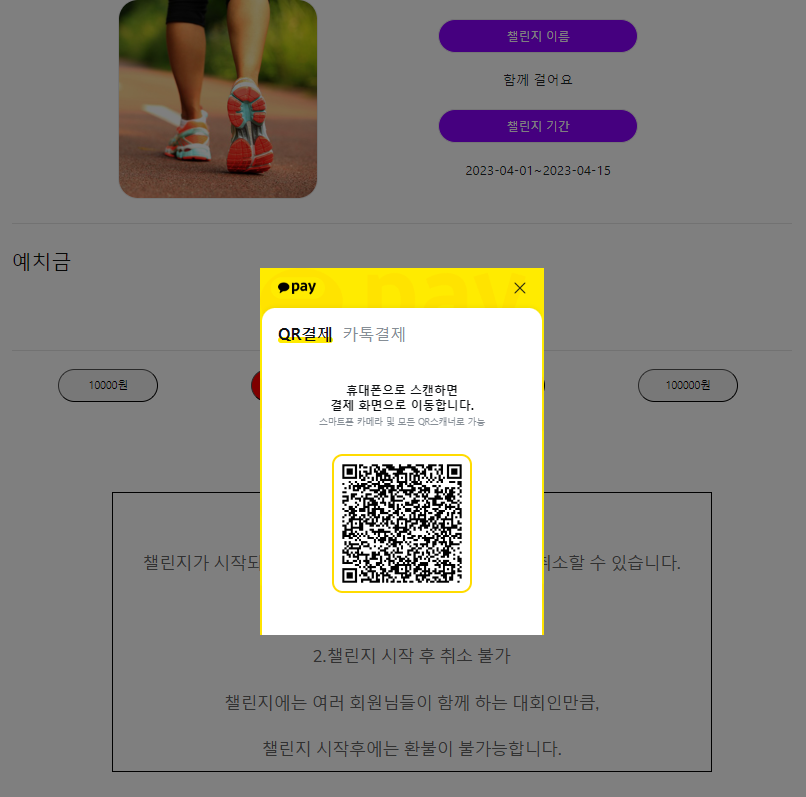 챌린지 이름
함께 걸어요
챌린지 기간
2023-04-01~2023-04-15
예치금
pay
QR결제 카톡결제
10000원
100000원
휴대폰으로 스캔하면
결제 화면으로 이동합니다.
스마트폰 카메라 및 모든 QR스캐너로 가능
챌린지가
취소할 수 있습니다.
2.챌린지 시작 후 취소 불가
챌린지에는 여러 회원님들이 함께 하는 대회인만큼,
챌린지 시작후에는 환불이 불가능합니다.